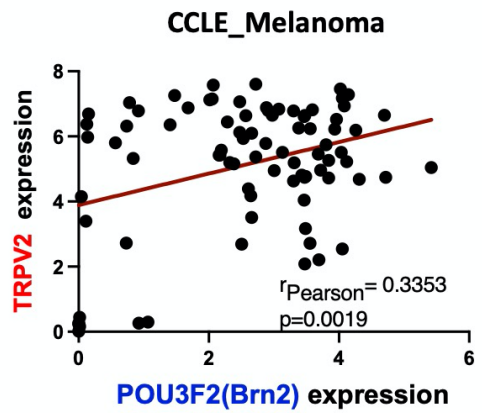 CCLE_Melanoma
8
6
4
2
0
TRPV2 expression
rPearson= 0.3353
p=0.0019
0 2 4 6
POU3F2(Brn2) expression